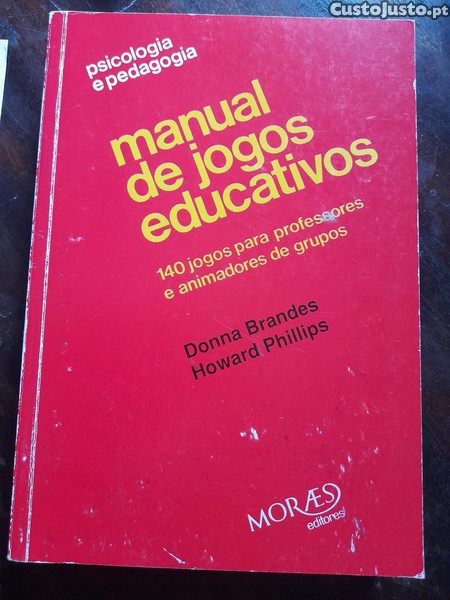 CustoJusto.pt
psicologia
e pedagogia
manual
de jogos
educativos
140 jogos para professores
e animadores de grupos
Donna Brandes
Howard Phillips
MORÆS
editores